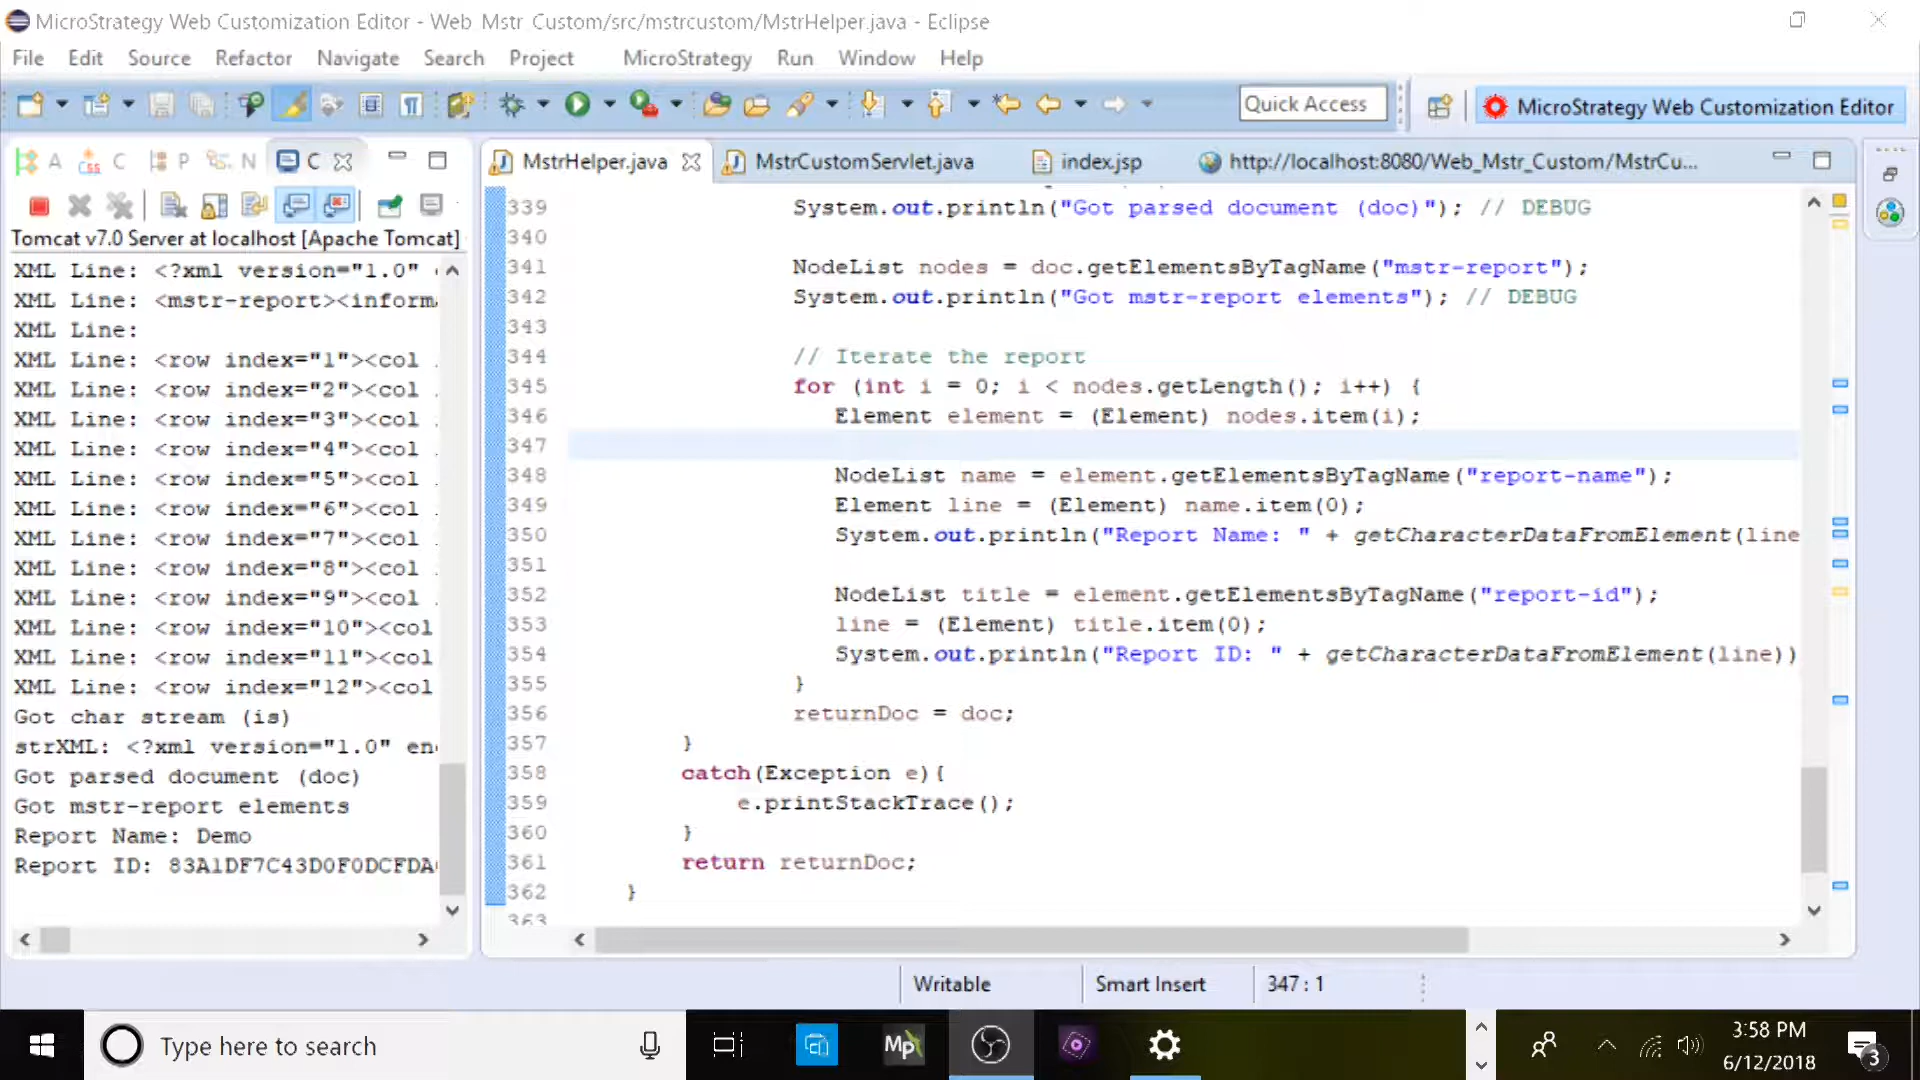 MicroStrategy Web Customization Editor - Web_Mstr_Custom/src/mstrcustom/MstrHelper.java - Eclipse
File Edit Source Refactor Navigate Search Project MicroStrategy Run Window Help
Quick Access
MicroStrategy Web Customization Editor
A C P N C
MstrHelper.java
MstrCustomServlet.java
index.jsp
http://localhost:8080/Web_Mstr_Custom/MstrCu...
Tomcat v7.0 Server at localhost [Apache Tomcat]
XML Line: <?xml version="1.0"
XML Line: <mstr-report><inform
XML Line:
XML Line: <row index="1"><col
XML Line: <row index="2"><col
XML Line: <row index="3"><col
XML Line: <row index="4"><col
XML Line: <row index="5"><col
XML Line: <row index="6"><col
XML Line: <row index="7"><col
XML Line: <row index="8"><col
XML Line: <row index="9"><col
XML Line: <row index="10"><col
XML Line: <row index="11"><col
XML Line: <row index="12"><col
Got char stream (is)
strXML: <?xml version="1.0" en
Got parsed document (doc)
Got mstr-report elements
Report Name: Demo
Report ID: 83A1DF7C43D0F0DCFDA
339 System.out.println("Got parsed document (doc)"); // DEBUG
340
341 NodeList nodes = doc.getElementsByTagName("mstr-report");
342 System.out.println("Got mstr-report elements"); // DEBUG
343
344 // Iterate the report
345 for (int i = 0; i < nodes.getLength(); i++) {
346 Element element = (Element) nodes.item(i);
347
348 NodeList name = element.getElementsByTagName("report-name");
349 Element line = (Element) name.item(0);
350 System.out.println("Report Name: " + getCharacterDataFromElement(line
351
352 NodeList title = element.getElementsByTagName("report-id");
353 line = (Element) title.item(0);
354 System.out.println("Report ID: " + getCharacterDataFromElement(line))
355 }
356 returnDoc = doc;
357 }
358 catch(Exception e){
359 e.printStackTrace();
360 }
361 return returnDoc;
362 }
363
Writable
Smart Insert
347 : 1
Type here to search
Mp
3:58 PM
6/12/2018
3